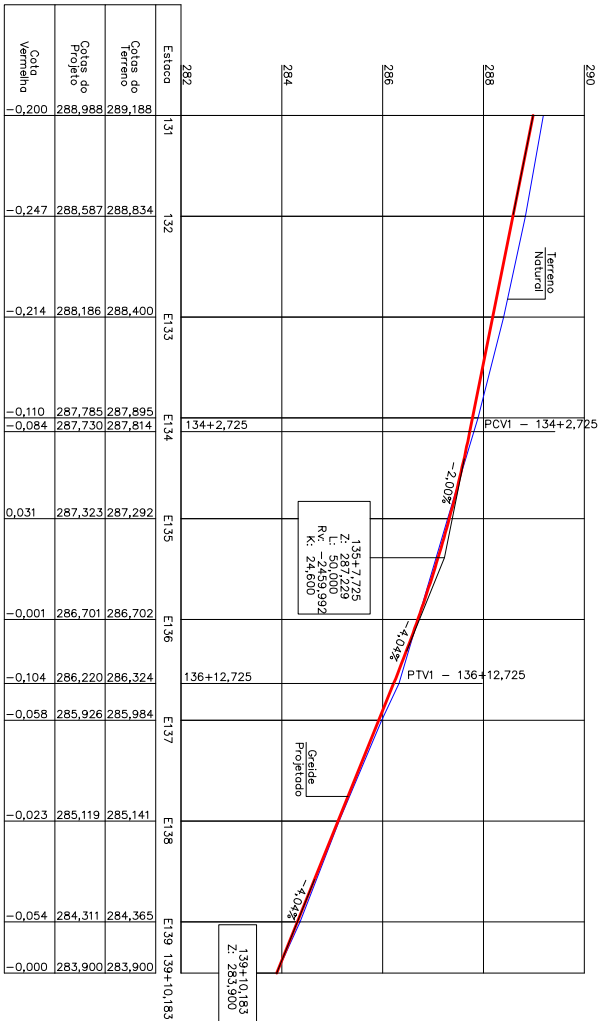 290
288
286
284
282
Terreno
Natural
PCV1 - 134+2,725
134+2,725
-2,00%
135+7,725
Z: 287,229
L: 50,000
Rv: -2459,992
K: 24,600
-4,04%
PTV1 - 136+12,725
136+12,725
Greide
Projetado
-4,04%
139+10,183
Z: 283,900
Estaca
131
132
E133
E134
E135
E136
E137
E138
E139
139+10,183
Cotas do
Terreno
289,188
288,834
288,400
287,895
287,814
287,292
286,702
286,324
285,984
285,141
284,365
283,900
Cotas do
Projeto
288,988
288,587
288,186
287,785
287,730
287,323
286,701
286,220
285,926
285,119
284,311
283,900
Cota
Vermelha
-0,200
-0,247
-0,214
-0,110
-0,084
0,031
-0,001
-0,104
-0,058
-0,023
-0,054
-0,000